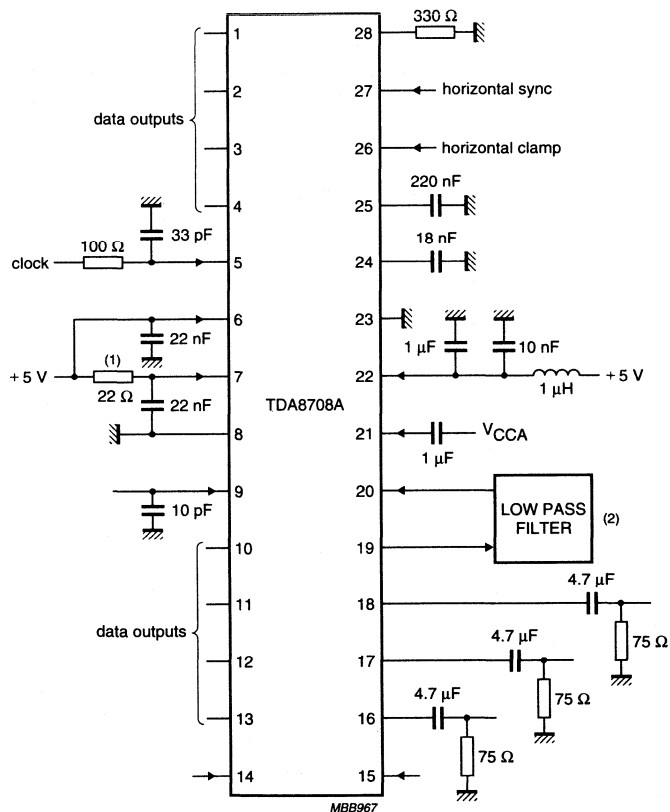 330 Ω
1
28
2
27
horizontal sync
data outputs
3
26
horizontal clamp
220 nF
4
25
33 pF
18 nF
100 Ω
clock
5
24
6
23
22 nF
1 μF
10 nF
(1)
+ 5 V
7
22
+ 5 V
22 Ω
1 μH
22 nF
TDA8708A
8
21
VCCA
1 μF
9
20
10 pF
LOW PASS
FILTER
(2)
10
19
4.7 μF
11
18
data outputs
4.7 μF
75 Ω
12
17
4.7 μF
75 Ω
13
16
75 Ω
14
15
MBB967